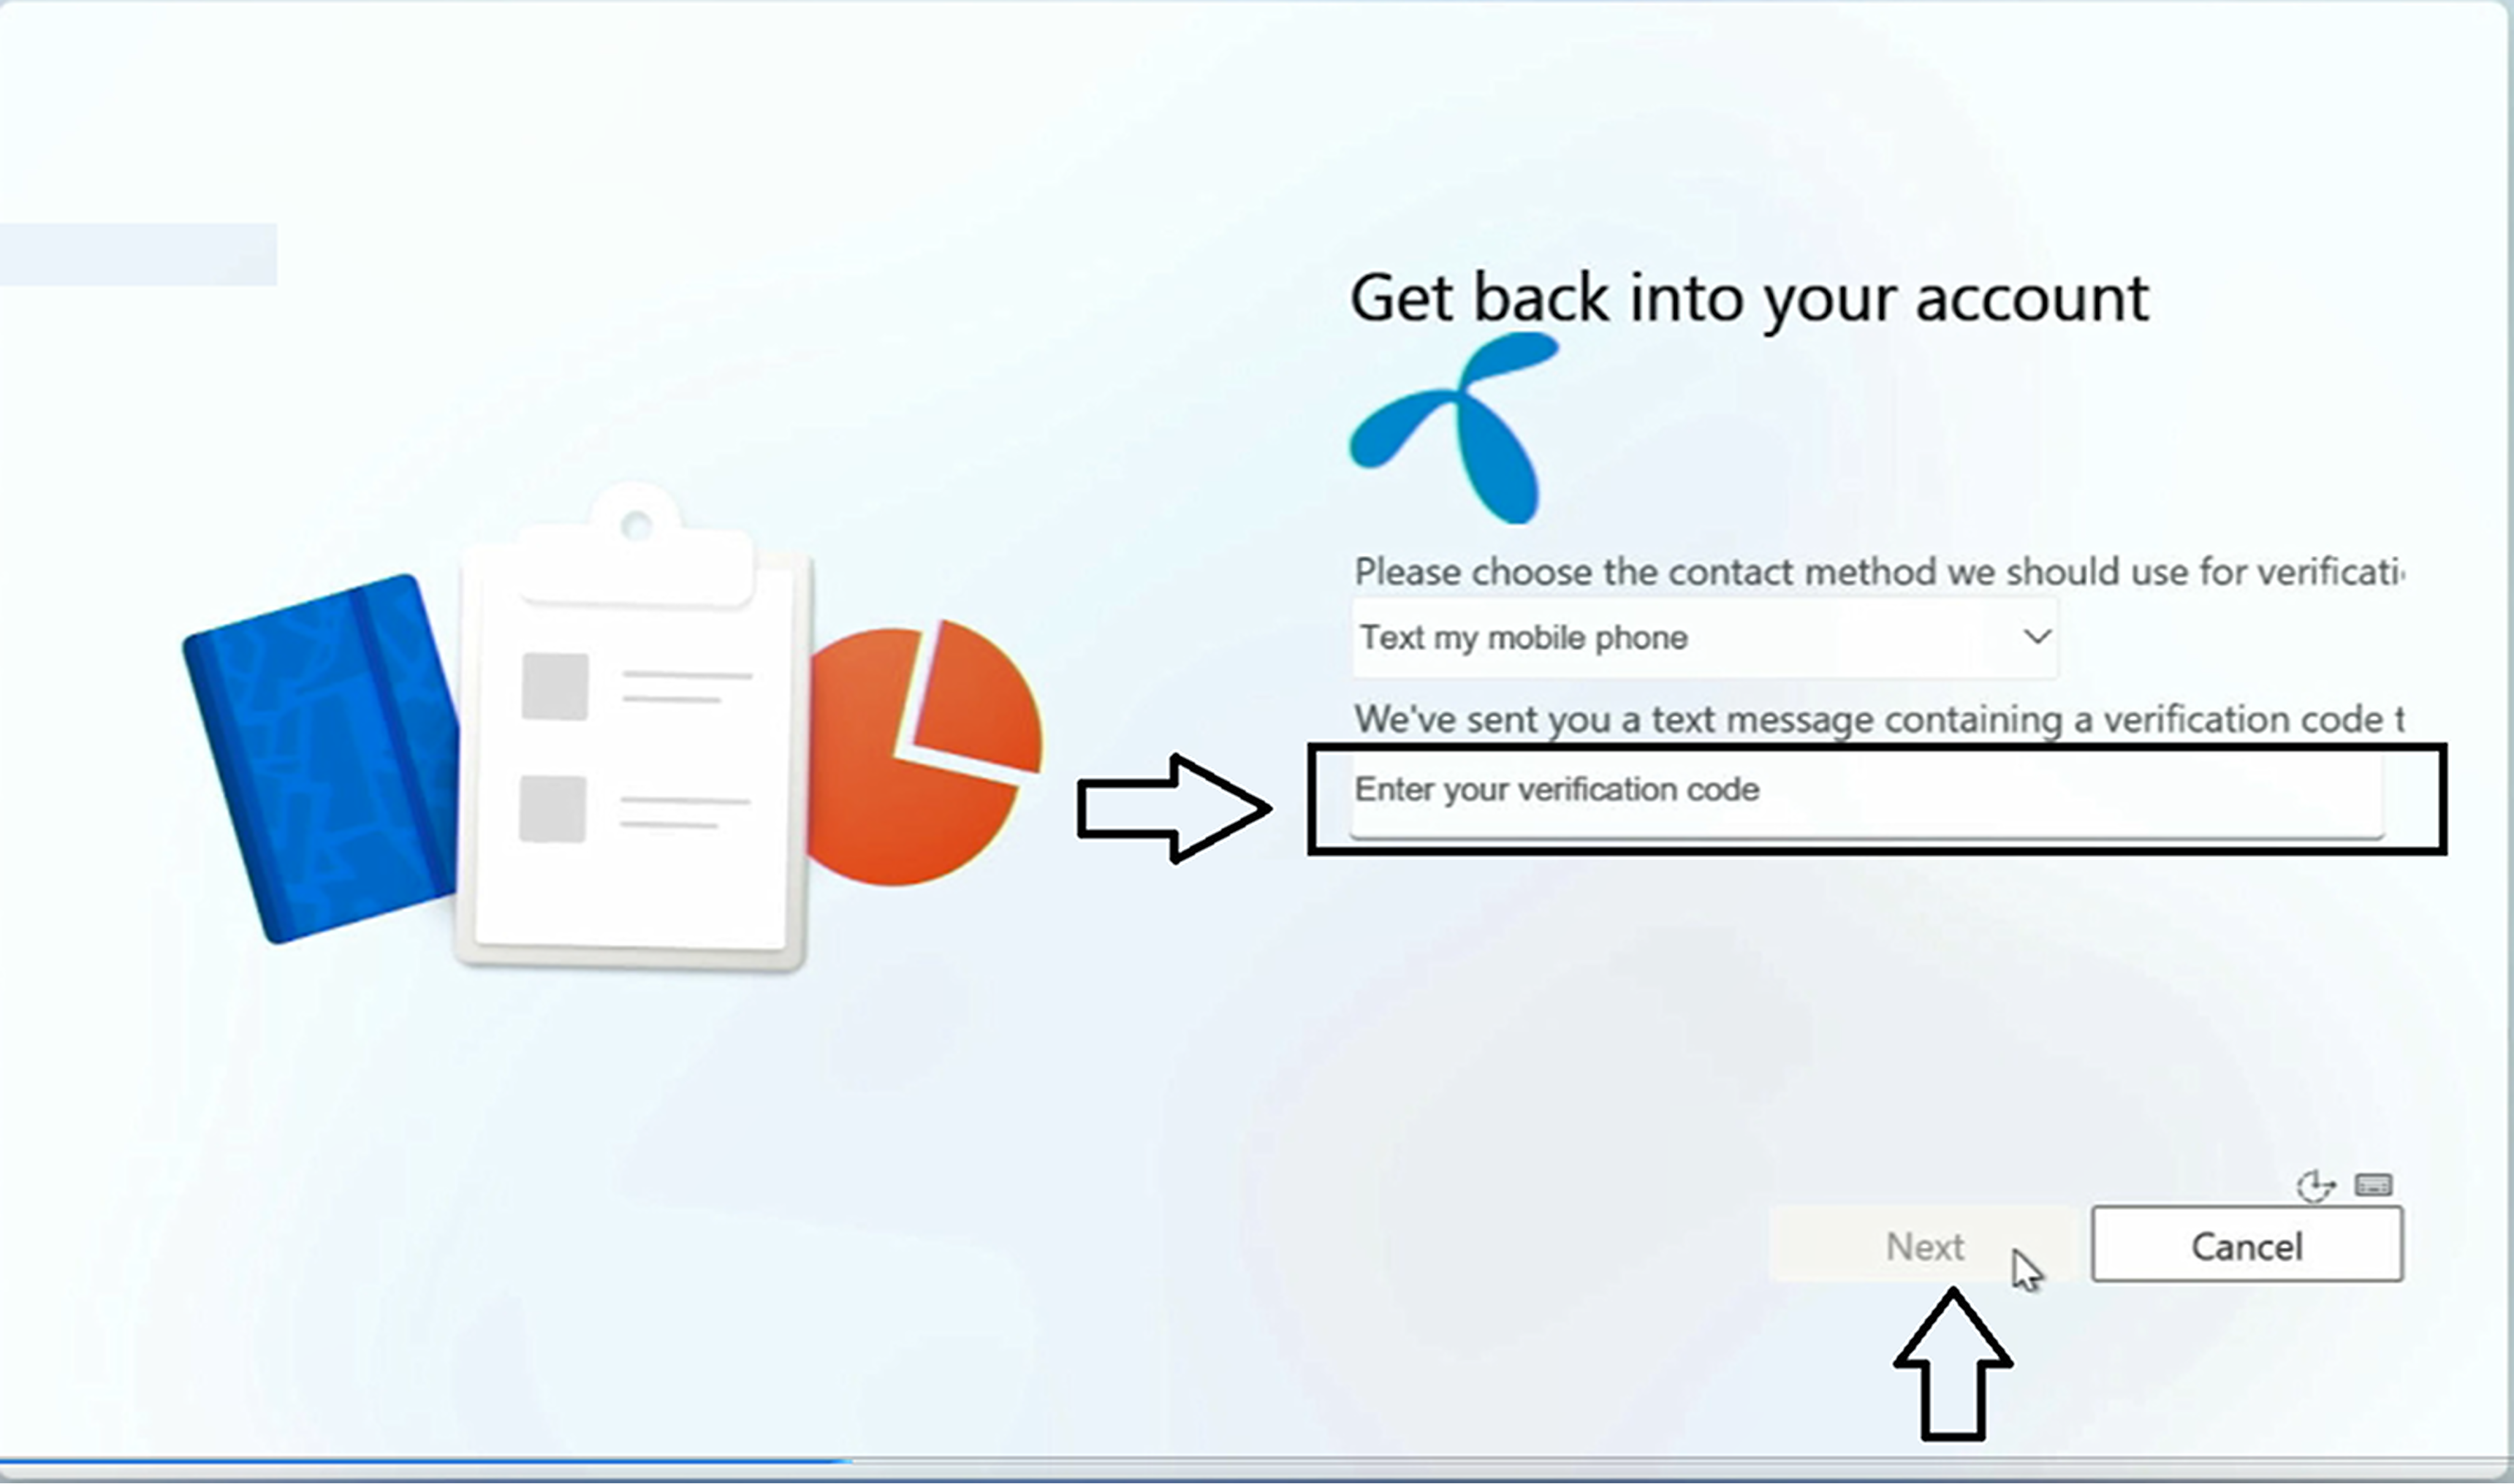 Get back into your account
Please choose the contact method we should use for
Text my mobile phone
We've sent you a text message containing a verification code
Enter your verification code
Next
Cancel